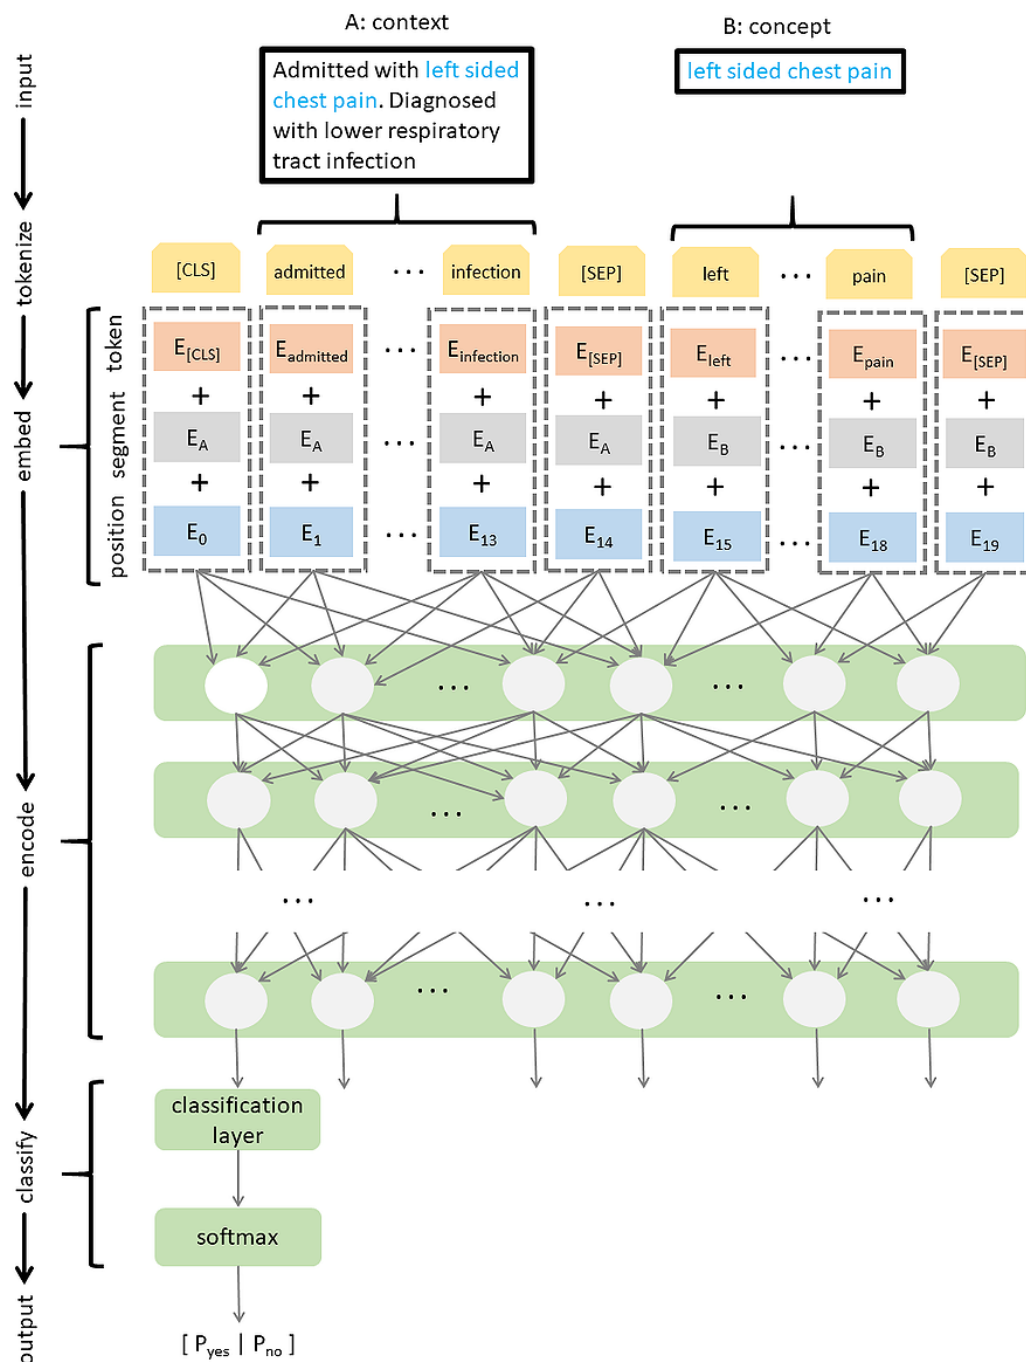 A: context
B: concept
input
Admitted with left sided
chest pain. Diagnosed
with lower respiratory
tract infection
left sided chest pain
tokenize
[CLS] admitted ... infection [SEP] left ... pain [SEP]
embed
token
E[CLS] Eadmitted ... Einfection E[SEP] Eleft ... Epain E[SEP]
+ + + + + + +
segment
EA EA ... EA EA EB ... EB EB
+ + + + + + +
position
E0 E1 ... E13 E14 E15 ... E18 E19
encode
... ...
... ...
... ... ...
... ...
classify
classification
layer
softmax
output
[ Pyes | Pno ]